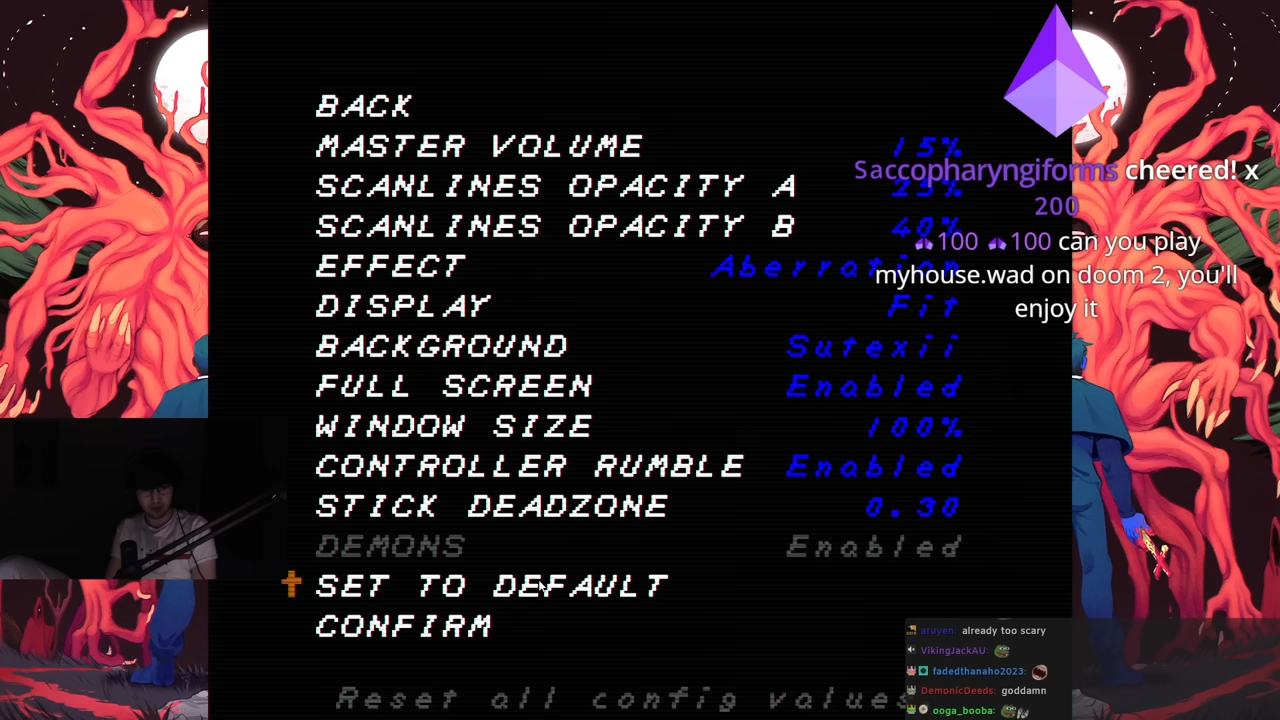 BACK
MASTER VOLUME 15%
SCANLINES OPACITY A 25%
SCANLINES OPACITY B 40%
EFFECT Aberration
DISPLAY Fit
BACKGROUND Sutexii
FULL SCREEN Enabled
WINDOW SIZE 100%
CONTROLLER RUMBLE Enabled
STICK DEADZONE 0.30
DEMONS Enabled
SET TO DEFAULT
CONFIRM
Reset all config values
Saccopharyngiforms cheered! x
200
100 100 can you play
myhouse.wad on doom 2, you'll
enjoy it
aruyen: already too scary
VikingJackAU:
fadedthanaho2023:
DemonicDeeds: goddamn
ooga_booba: